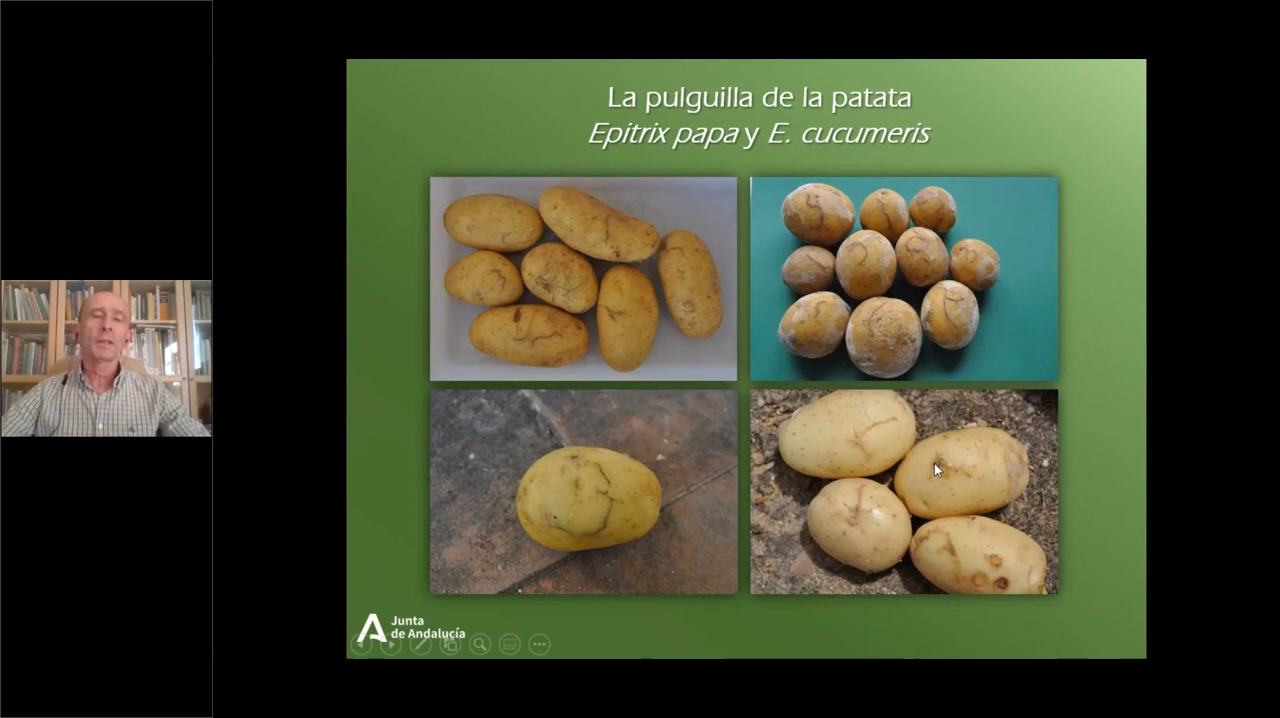 La pulguilla de la patata
Epitrix papa y E. cucumeris
Junta
de Andalucía